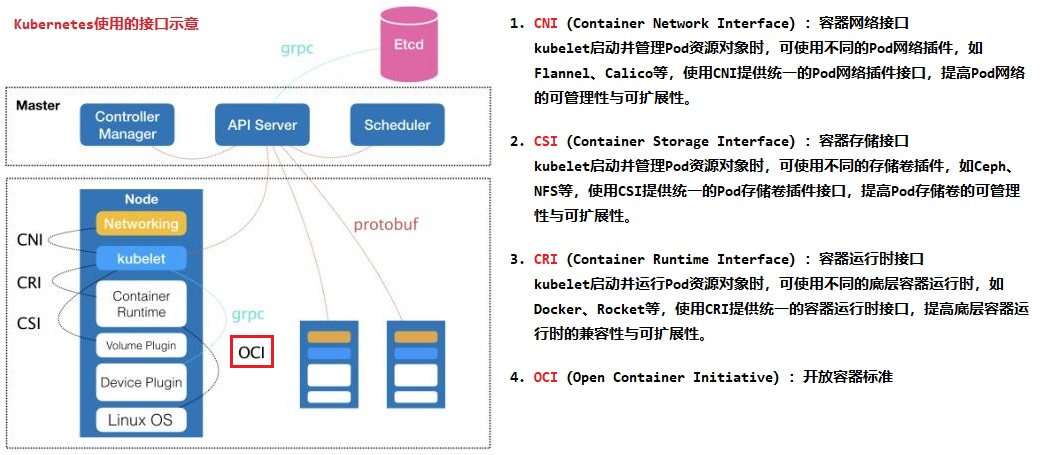 Kubernetes使用的接口示意
grpc
Etcd
Master
Controller
Manager
API Server
Scheduler
Node
Networking
CNI
kubelet
CRI
Container
Runtime
CSI
grpc
Volume Plugin
OCI
Device Plugin
Linux OS
protobuf
1. CNI (Container Network Interface) : 容器网络接口
kubelet启动并管理Pod资源对象时，可使用不同的Pod网络插件，如
Flannel、Calico等，使用CNI提供统一的Pod网络插件接口，提高Pod网络
的可管理性与可扩展性。
2. CSI (Container Storage Interface) : 容器存储接口
kubelet启动并管理Pod资源对象时，可使用不同的存储卷插件，如Ceph、
NFS等，使用CSI提供统一的Pod存储卷插件接口，提高Pod存储卷的可管理
性与可扩展性。
3. CRI (Container Runtime Interface) : 容器运行时接口
kubelet启动并运行Pod资源对象时，可使用不同的底层容器运行时，如
Docker、Rocket等，使用CRI提供统一的容器运行时接口，提高底层容器运
行时的兼容性与可扩展性。
4. OCI (Open Container Initiative) : 开放容器标准